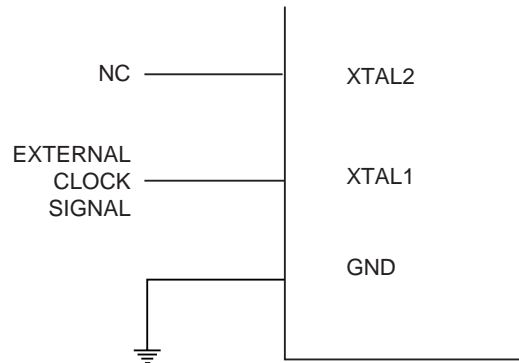 NC
XTAL2
EXTERNAL
CLOCK
SIGNAL
XTAL1
GND